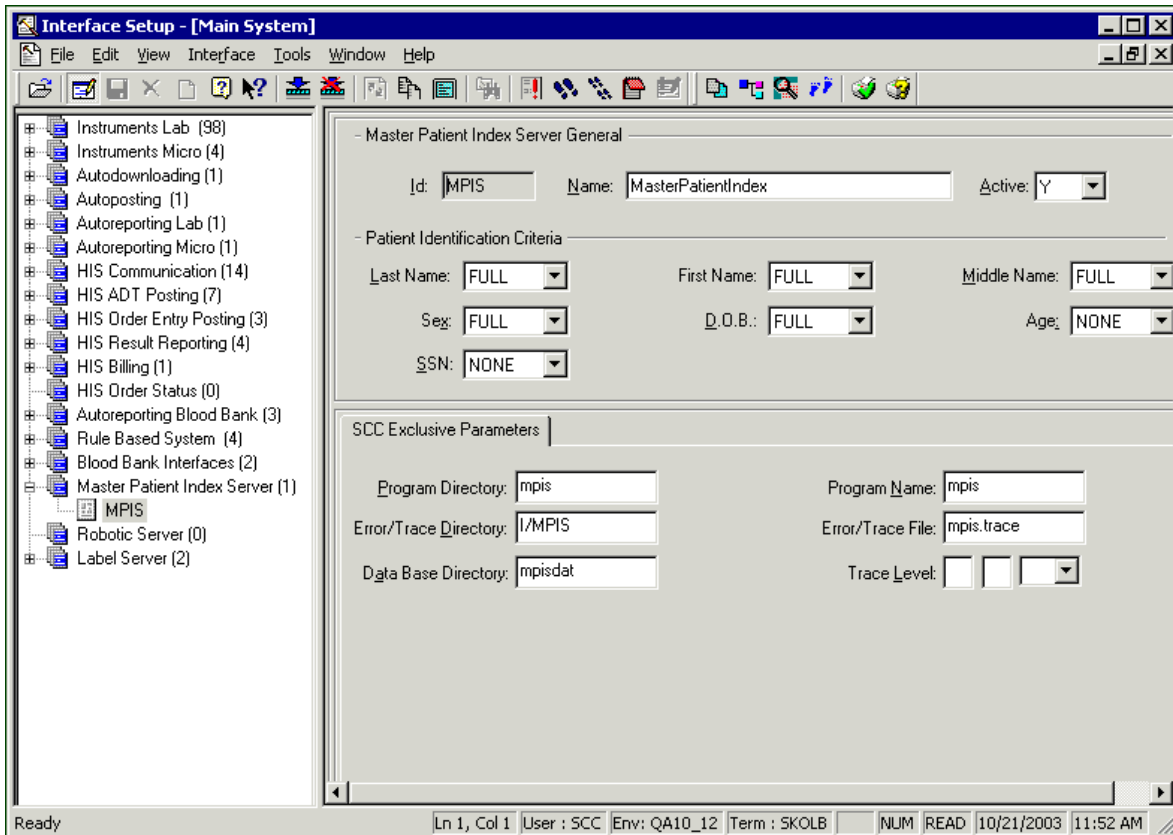 Interface Setup - [Main System]
File Edit View Interface Tools Window Help
Instruments Lab (98)
Instruments Micro (4)
Autodownloading (1)
Autoposting (1)
Autoreporting Lab (1)
Autoreporting Micro (1)
HIS Communication (14)
HIS ADT Posting (7)
HIS Order Entry Posting (3)
HIS Result Reporting (4)
HIS Billing (1)
HIS Order Status (0)
Autoreporting Blood Bank (3)
Rule Based System (4)
Blood Bank Interfaces (2)
Master Patient Index Server (1)
MPIS
Robotic Server (0)
Label Server (2)
Master Patient Index Server General
Id: MPIS Name: MasterPatientIndex Active: Y
Patient Identification Criteria
Last Name: FULL First Name: FULL Middle Name: FULL
Sex: FULL D.O.B.: FULL Age: NONE
SSN: NONE
SCC Exclusive Parameters
Program Directory: mpis Program Name: mpis
Error/Trace Directory: I/MPIS Error/Trace File: mpis.trace
Data Base Directory: mpisdat Trace Level:
Ready Ln 1, Col 1 User : SCC Env: QA10_12 Term : SKOLB NUM READ 10/21/2003 11:52 AM